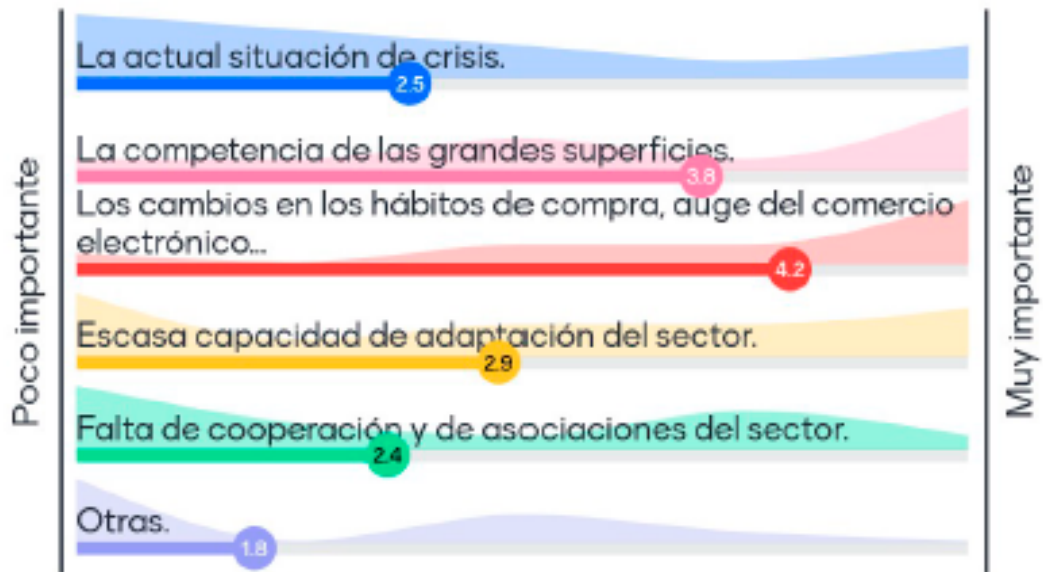 La actual situación de crisis.
2.5
La competencia de las grandes superficies.
3.8
Los cambios en los hábitos de compra, auge del comercio
electrónico...
4.2
Escasa capacidad de adaptación del sector.
2.9
Falta de cooperación y de asociaciones del sector.
2.4
Otras.
1.8
Poco importante
Muy importante